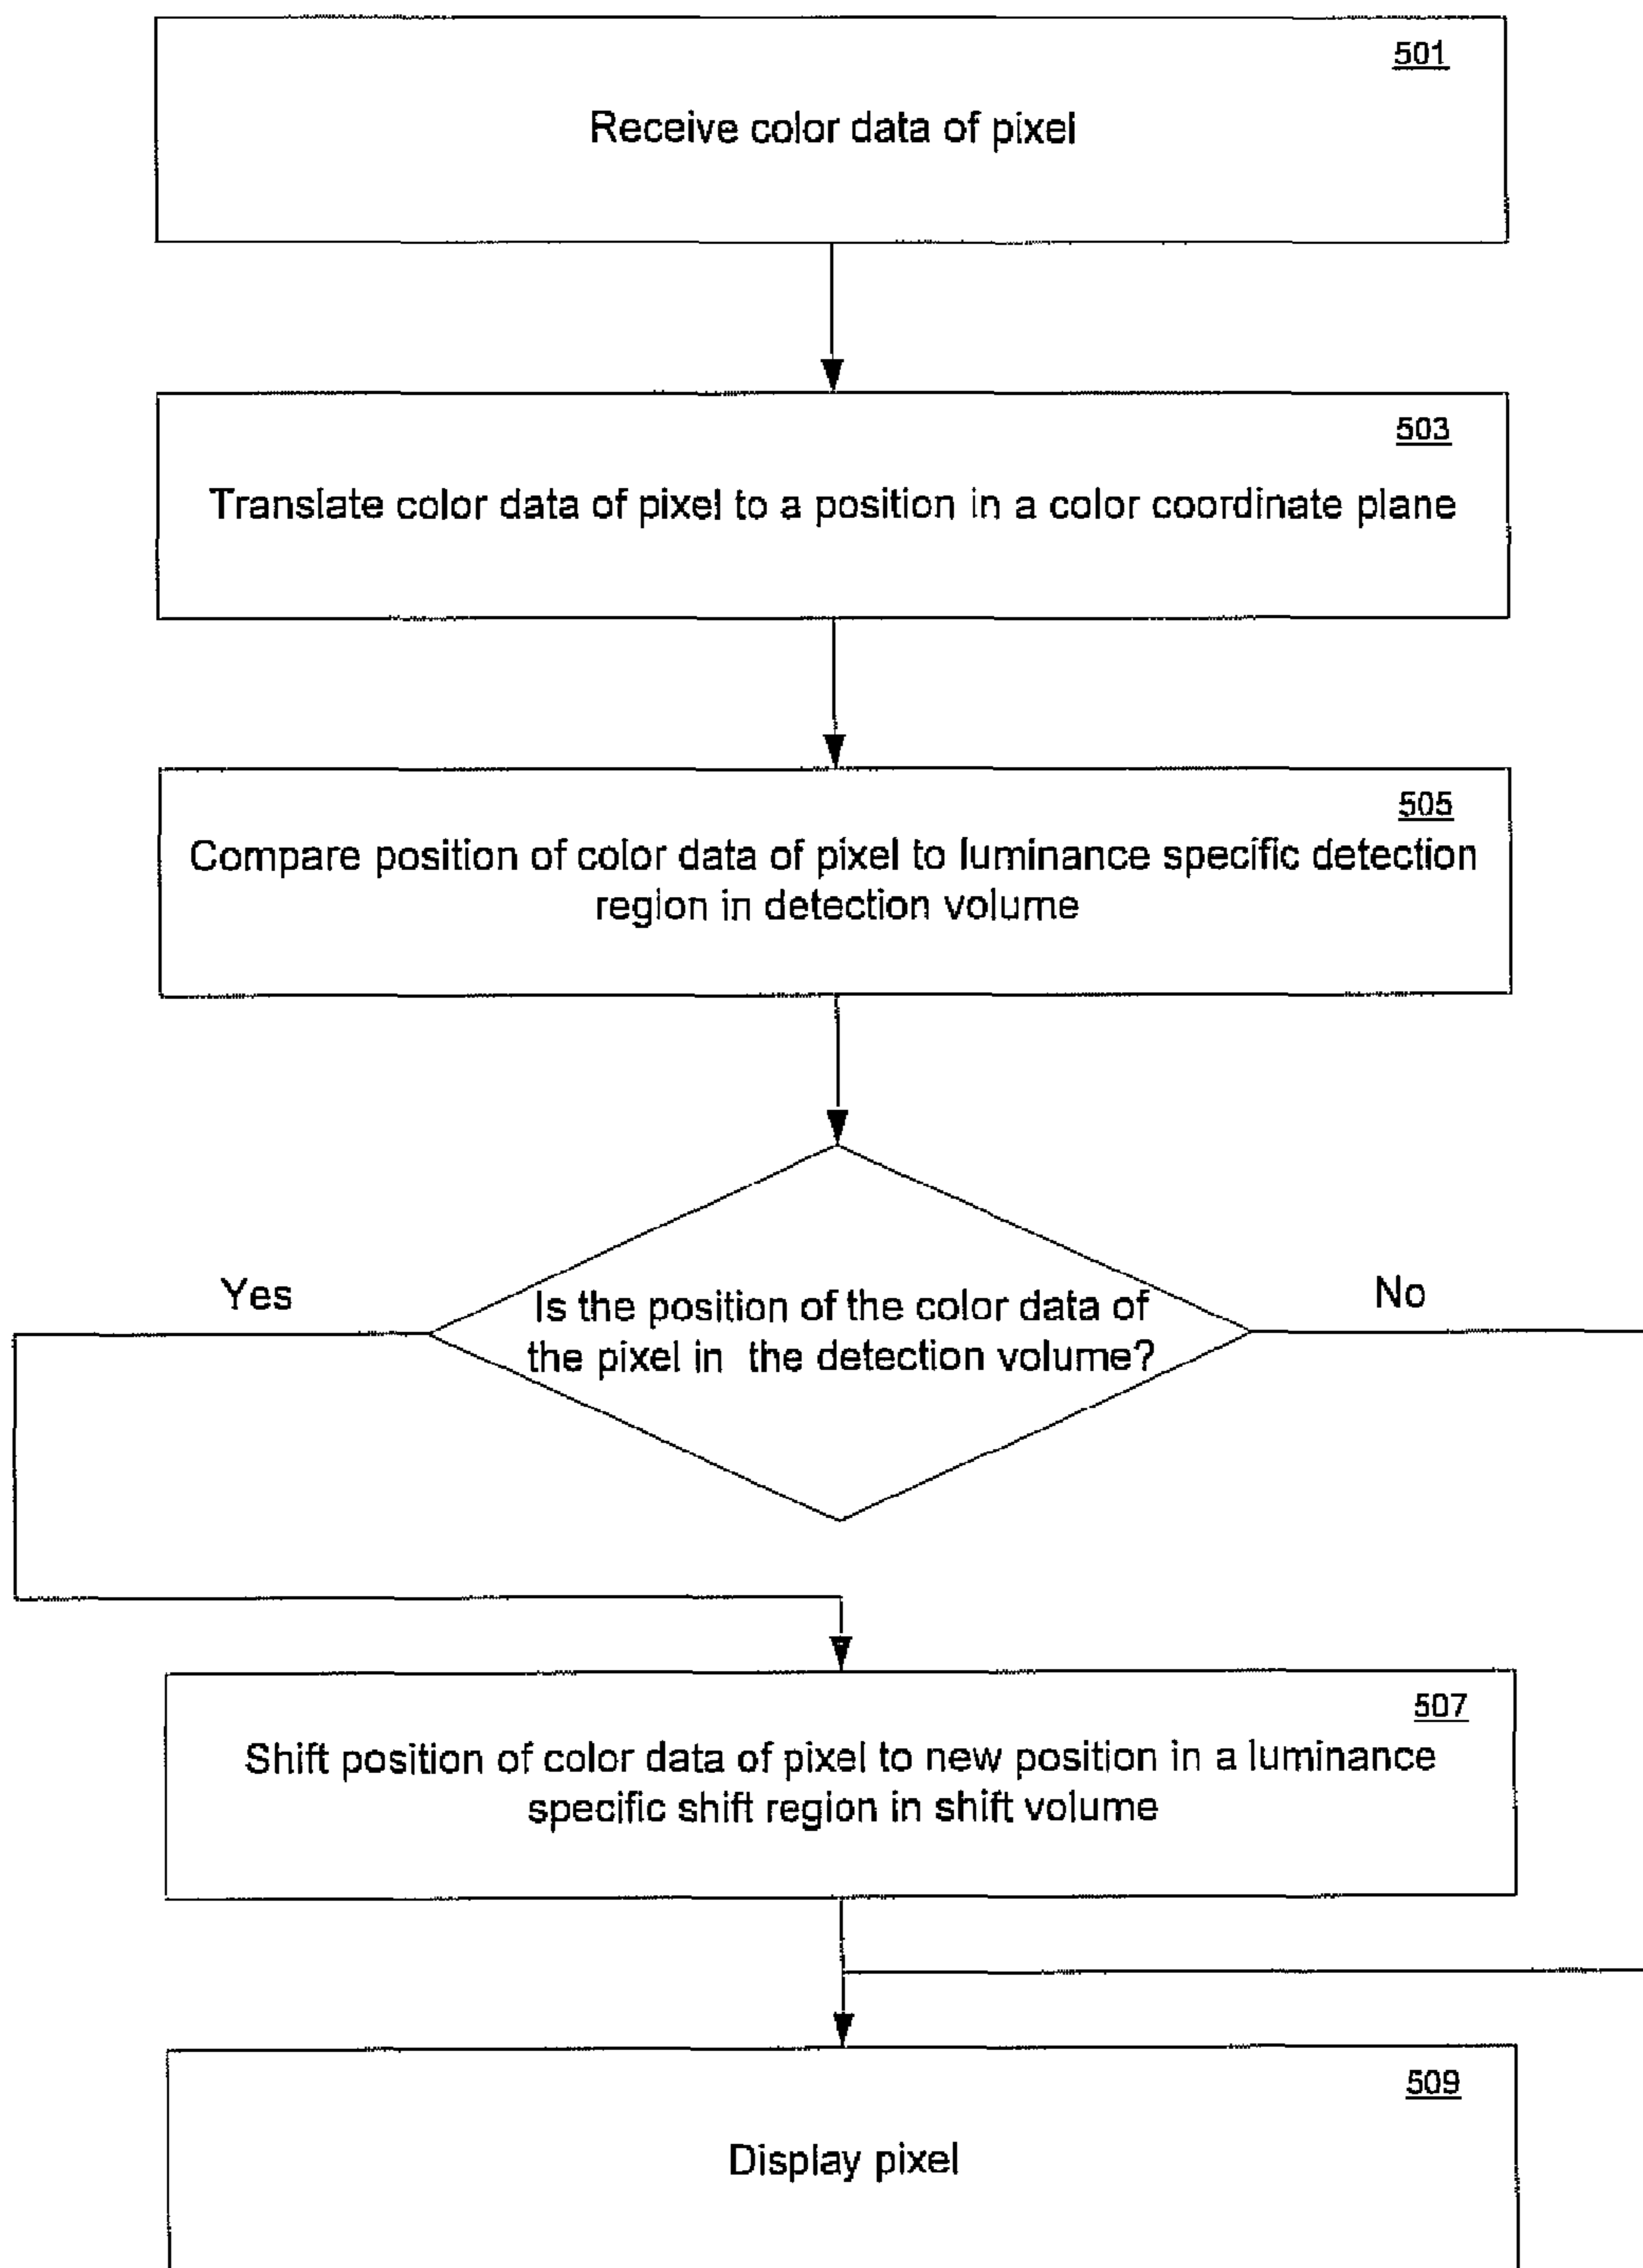 501
Receive color data of pixel
503
Translate color data of pixel to a position in a color coordinate plane
505
Compare position of color data of pixel to luminance specific detection
region in detection volume
Yes
No
Is the position of the color data of
the pixel in the detection volume?
507
Shift position of color data of pixel to new position in a luminance
specific shift region in shift volume
509
Display pixel